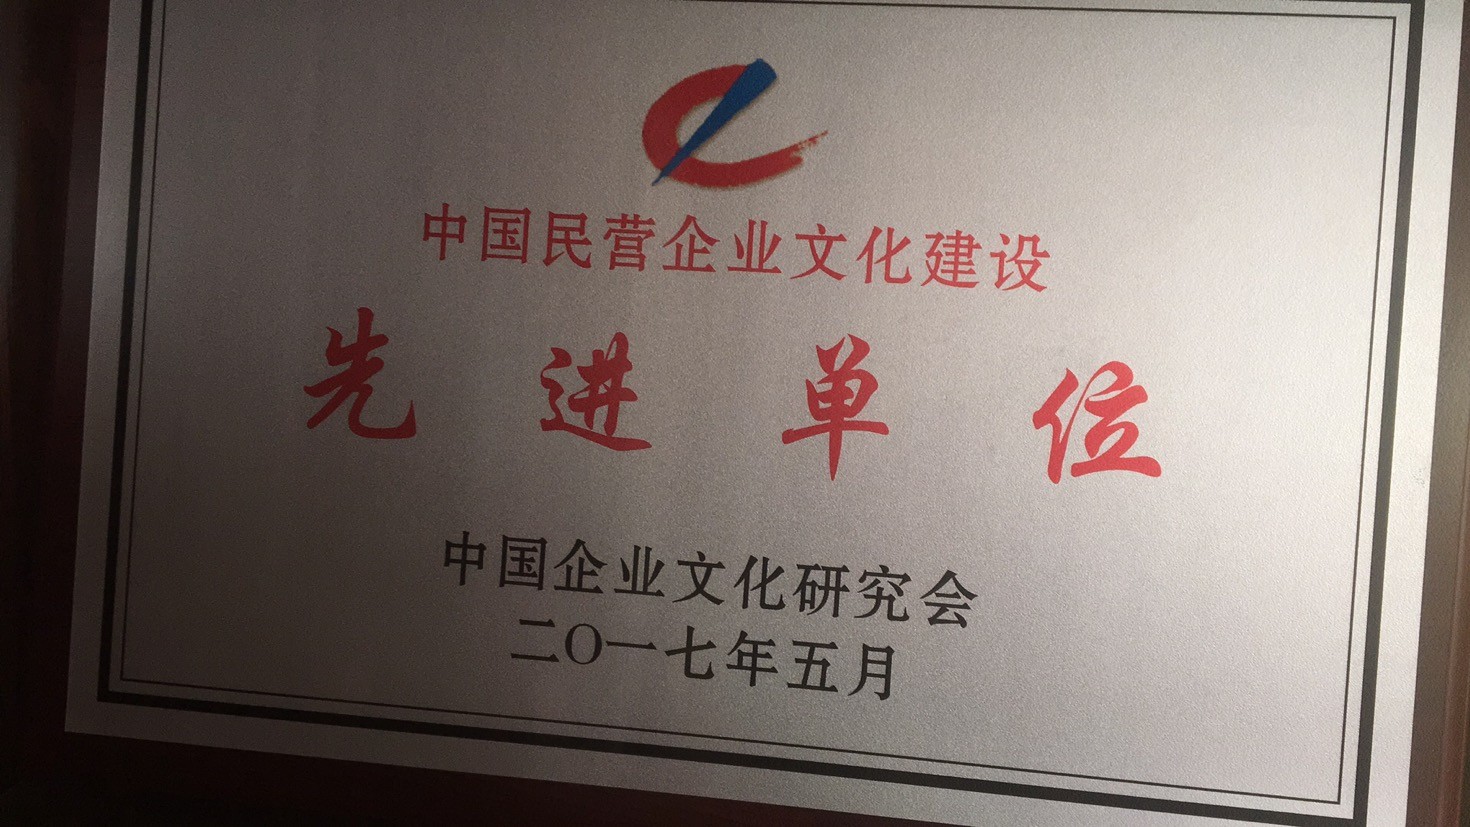 中国民营企业文化建设
先进单位
中国企业文化研究会
二〇一七年五月